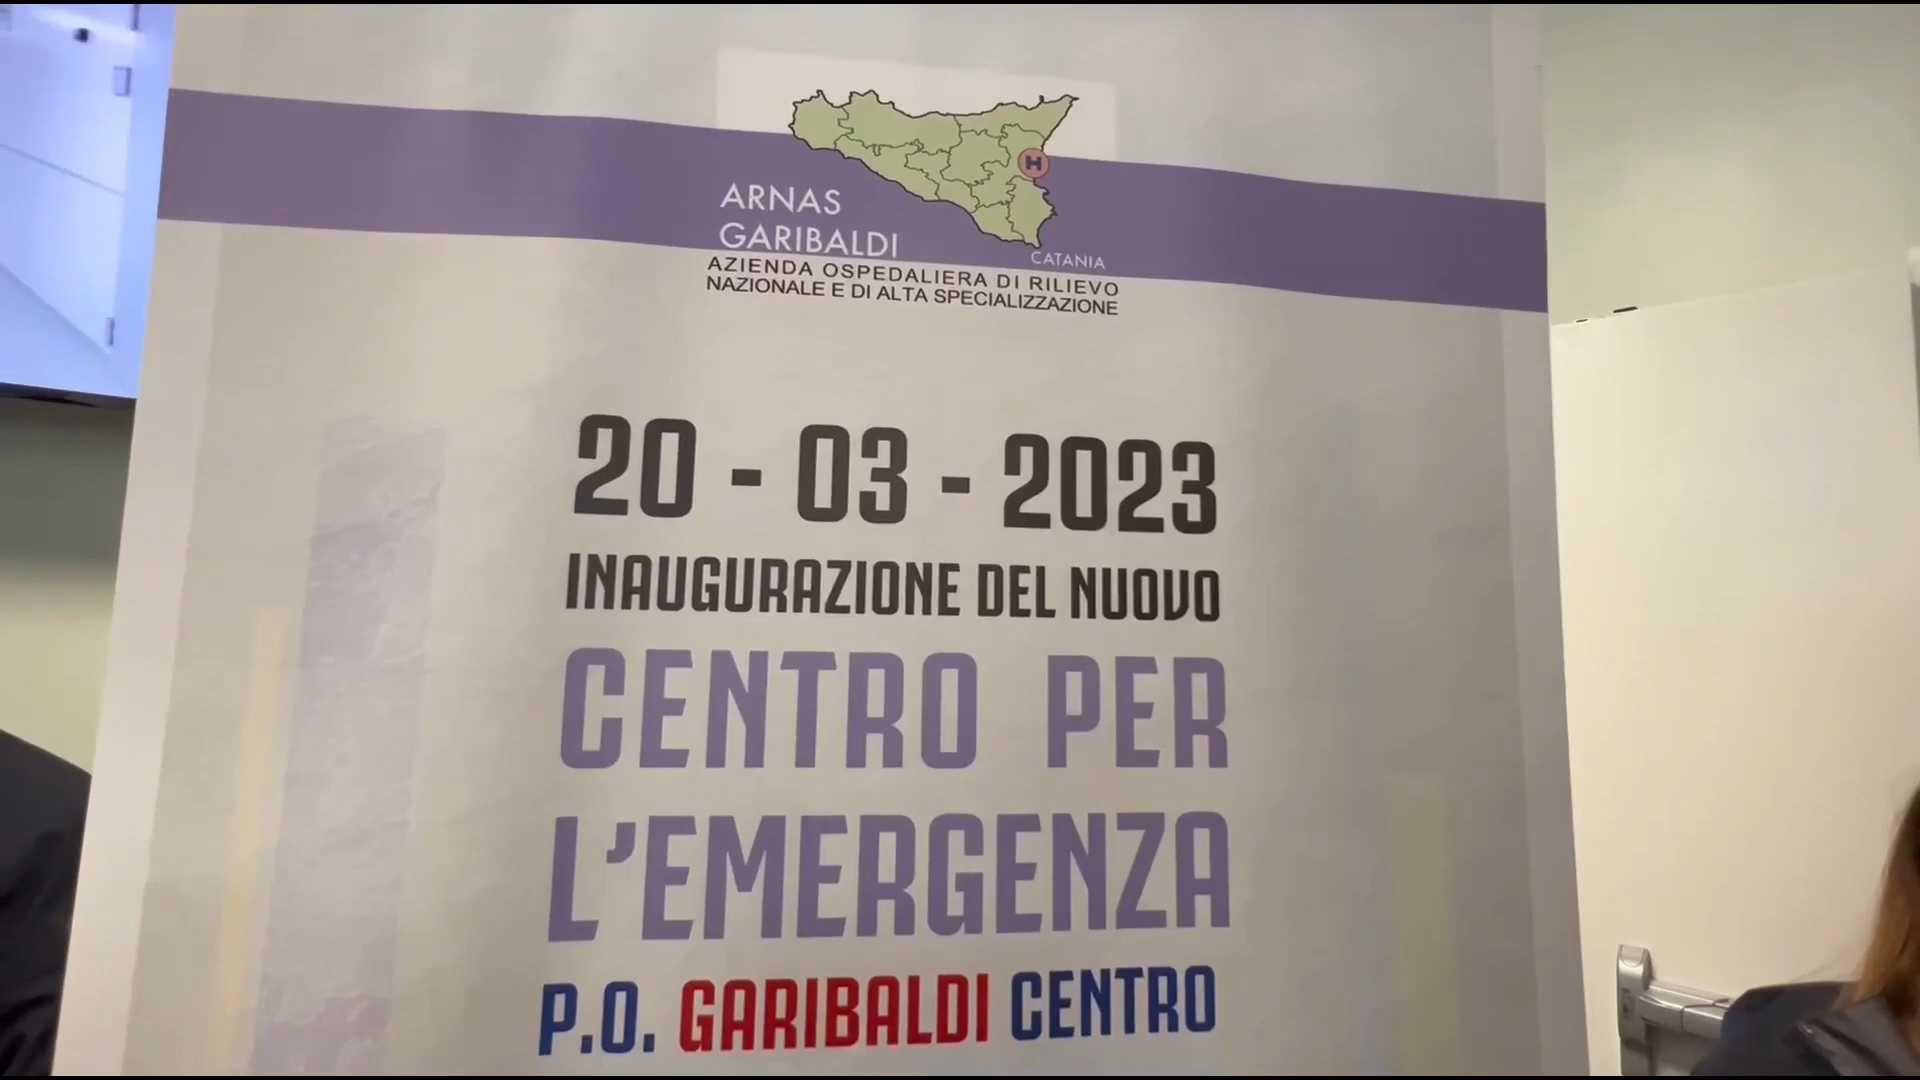 H
ARNAS
GARIBALDI
CATANIA
AZIENDA OSPEDALIERA DI RILIEVO
NAZIONALE E DI ALTA SPECIALIZZAZIONE
20 - 03 - 2023
INAUGURAZIONE DEL NUOVO
CENTRO PER
L'EMERGENZA
P.O. GARIBALDI CENTRO